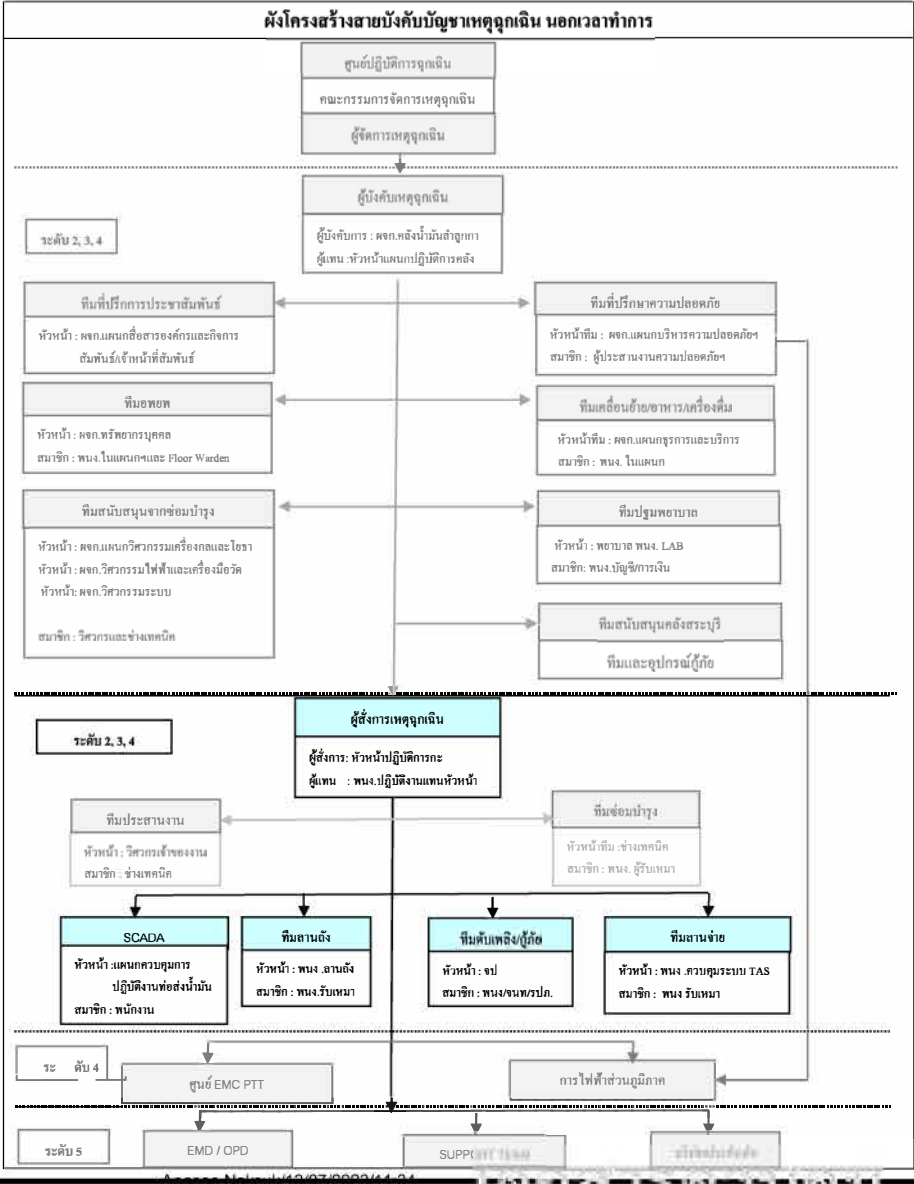 ผังโครงสร้างสายบังคับบัญชาเหตุฉุกเฉิน นอกเวลาทำการ
ศูนย์ปฏิบัติการฉุกเฉิน
คณะกรรมการจัดการเหตุฉุกเฉิน
ผู้จัดการเหตุฉุกเฉิน
ผู้บังคับเหตุฉุกเฉิน
ผู้บังคับการ : ผจก.คลังน้ำมันลำลูกกา
ผู้แทน :หัวหน้าแผนกปฏิบัติการคลัง
ระดับ 2, 3, 4
ทีมที่ปรึกการประชาสัมพันธ์
หัวหน้า : ผจก.แผนกสื่อสารองค์กรและกิจการ
สัมพันธ์/เจ้าหน้าที่สัมพันธ์
ทีมที่ปรึกษาความปลอดภัย
หัวหน้าทีม : ผจก.แผนกบริหารความปลอดภัยฯ
สมาชิก : ผู้ประสานงานความปลอดภัยฯ
ทีมอพยพ
หัวหน้า : ผจก.ทรัพยากรบุคคล
สมาชิก : พนง.ในแผนกฯและ Floor Warden
ทีมเคลื่อนย้าย/อาหาร/เครื่องดื่ม
หัวหน้าทีม : ผจก.แผนกธุรการและบริการ
สมาชิก : พนง. ในแผนก
ทีมสนับสนุนจากซ่อมบำรุง
หัวหน้า : ผจก.แผนกวิศวกรรมเครื่องกลและโยธา
หัวหน้า : ผจก.วิศวกรรมไฟฟ้าและเครื่องมือวัด
หัวหน้า: ผจก.วิศวกรรมระบบ
สมาชิก : วิศวกรและช่างเทคนิค
ทีมปฐมพยาบาล
หัวหน้า : พยาบาล พนง. LAB
สมาชิก: พนง.บัญชี/การเงิน
ทีมสนับสนุนคลังสระบุรี
ทีมและอุปกรณ์กู้ภัย
ระดับ 2, 3, 4
ผู้สั่งการเหตุฉุกเฉิน
ผู้สั่งการ: หัวหน้าปฏิบัติการกะ
ผู้แทน : พนง.ปฏิบัติงานแทนหัวหน้า
ทีมประสานงาน
หัวหน้า : วิศวกรเจ้าของงาน
สมาชิก : ช่างเทคนิค
ทีมซ่อมบำรุง
หัวหน้าทีม :ช่างเทคนิค
สมาชิก : พนง. ผู้รับเหมา
SCADA
หัวหน้า :แผนกควบคุมการ
ปฏิบัติงานท่อส่งน้ำมัน
สมาชิก : พนักงาน
ทีมลานถัง
หัวหน้า : พนง .ลานถัง
สมาชิก : พนง.รับเหมา
ทีมดับเพลิง/กู้ภัย
หัวหน้า : จป
สมาชิก : พนง/จนท/รปภ.
ทีมลานจ่าย
หัวหน้า : พนง .ควบคุมระบบ TAS
สมาชิก : พนง รับเหมา
ระ ดับ 4
ศูนย์ EMC PTT
การไฟฟ้าส่วนภูมิภาค
ระดับ 5
EMD / OPD
SUPPORT TEAM